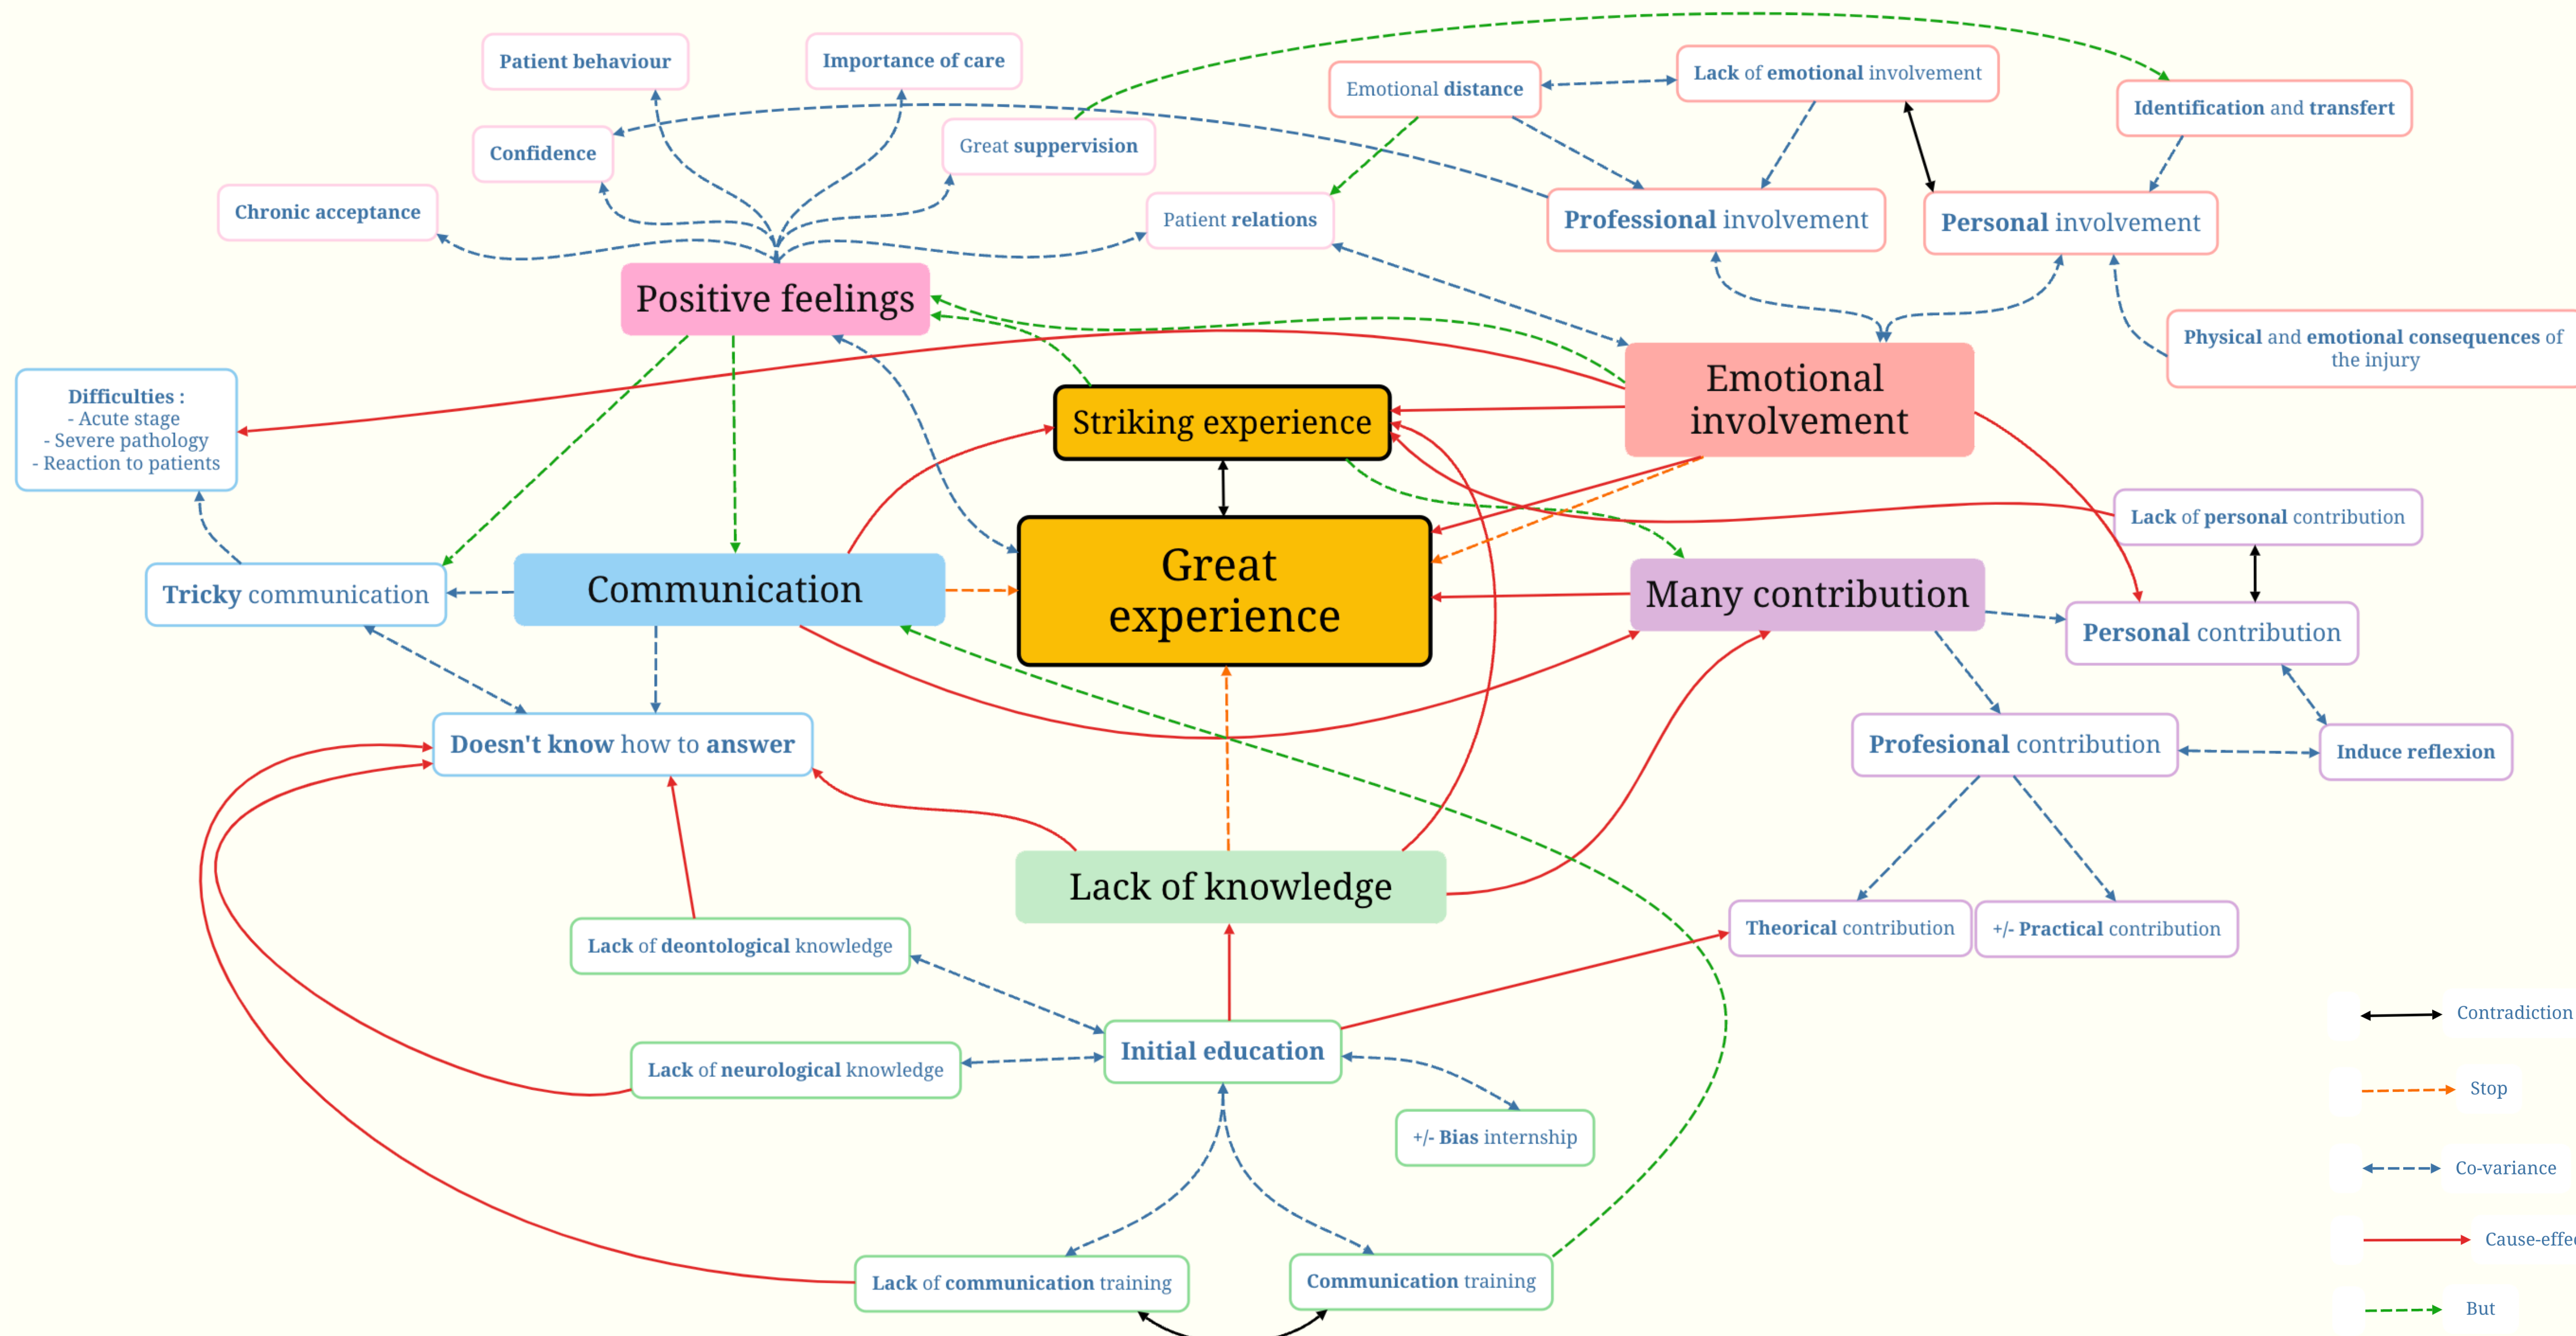 Patient behaviour
Importance of care
Emotional distance
Lack of emotional involvement
Identification and transfert
Confidence
Great suppervision
Chronic acceptance
Patient relations
Professional involvement
Personal involvement
Positive feelings
Physical and emotional consequences of
the injury
Difficulties :
- Acute stage
- Severe pathology
- Reaction to patients
Striking experience
Emotional
involvement
Lack of personal contribution
Tricky communication
Communication
Great
experience
Many contribution
Personal contribution
Doesn't know how to answer
Profesional contribution
Induce reflexion
Lack of knowledge
Lack of deontological knowledge
Theorical contribution
+/- Practical contribution
Initial education
Lack of neurological knowledge
+/- Bias internship
Lack of communication training
Communication training
Contradiction
Stop
Co-variance
Cause-effe
But